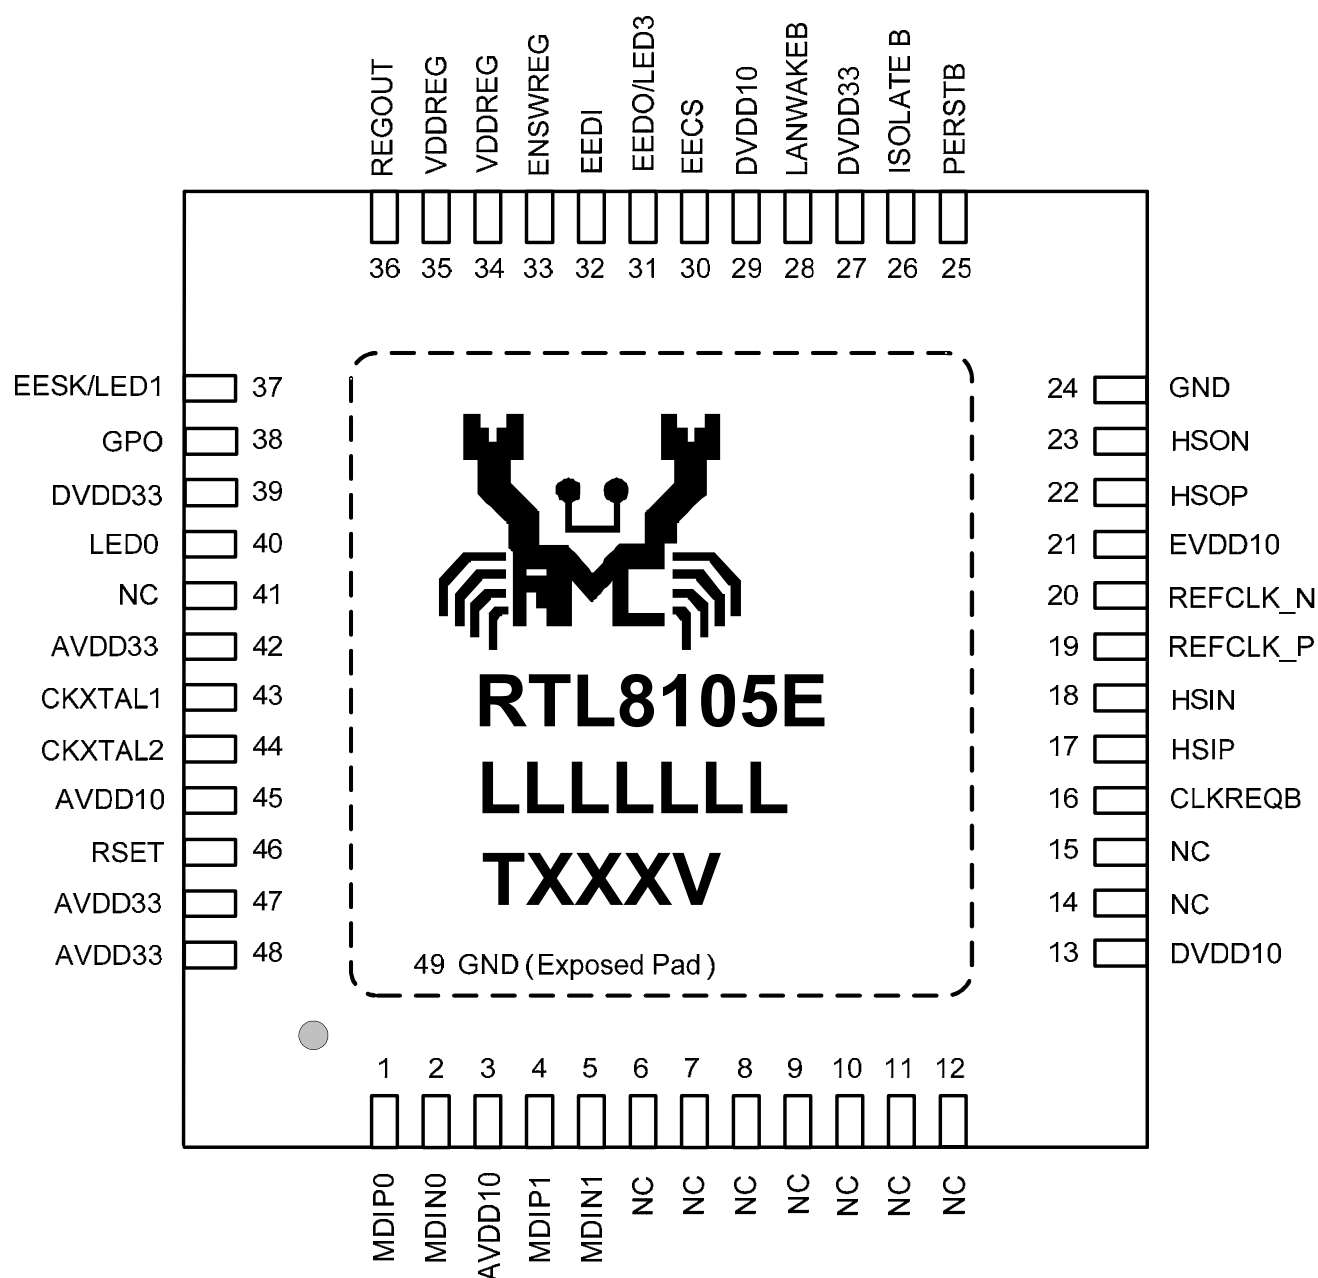 REGOUT VDDREG VDDREG ENSWREG EEDI EEDO/LED3 EECS DVDD10 LANWAKEB DVDD33 ISOLATE B PERSTB
36 35 34 33 32 31 30 29 28 27 26 25
EESK/LED1 37
GPO 38
DVDD33 39
LED0 40
NC 41
AVDD33 42
CKXTAL1 43
CKXTAL2 44
AVDD10 45
RSET 46
AVDD33 47
AVDD33 48
RTL8105E
LLLLLLL
TXXXV
49 GND (Exposed Pad)
24 GND
23 HSON
22 HSOP
21 EVDD10
20 REFCLK_N
19 REFCLK_P
18 HSIN
17 HSIP
16 CLKREQB
15 NC
14 NC
13 DVDD10
1 2 3 4 5 6 7 8 9 10 11 12
MDIP0 MDIN0 AVDD10 MDIP1 MDIN1 NC NC NC NC NC NC NC